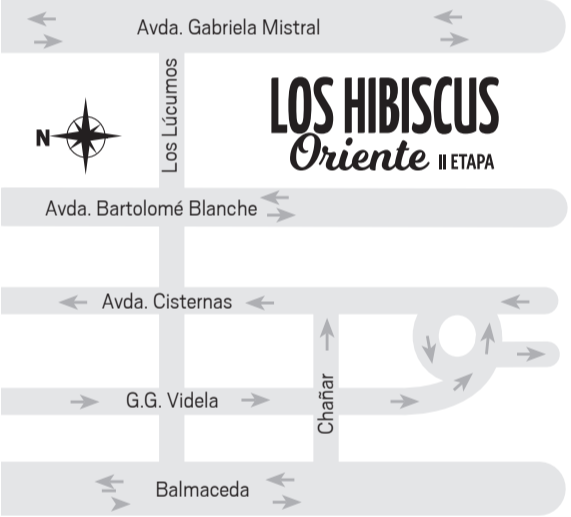 Avda. Gabriela Mistral
Los Lúcumos
LOS HIBISCUS
Oriente II ETAPA
N
Avda. Bartolomé Blanche
Avda. Cisternas
G.G. Videla
Chañar
Balmaceda